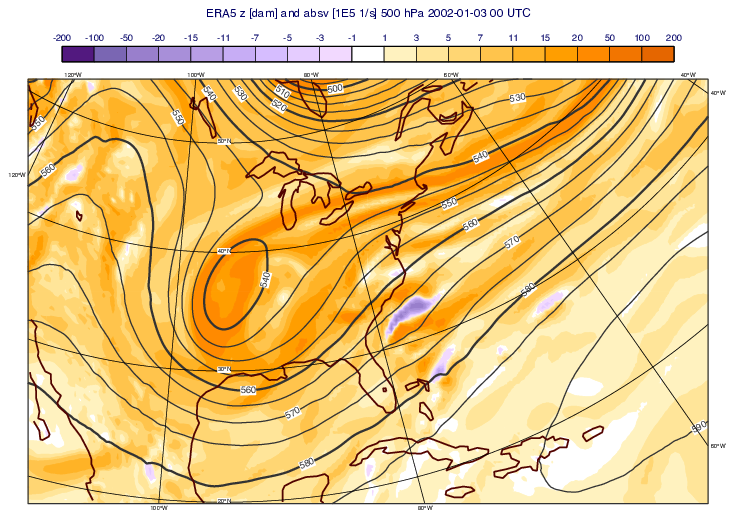 ERA5 z [dam] and absv [1E5 1/s] 500 hPa 2002-01-03 00 UTC
-200 -100 -50 -20 -15 -11 -7 -5 -3 -1 1 3 5 7 11 15 20 50 100 200
120°W 100°W 80°W 60°W 40°W
540 530 510 500 40°W
520 530
550 550
50°N
540
560 120°W
550
560
570
40°N
540
580
30°N
560
570
590
580 60°W
20°N
100°W 80°W